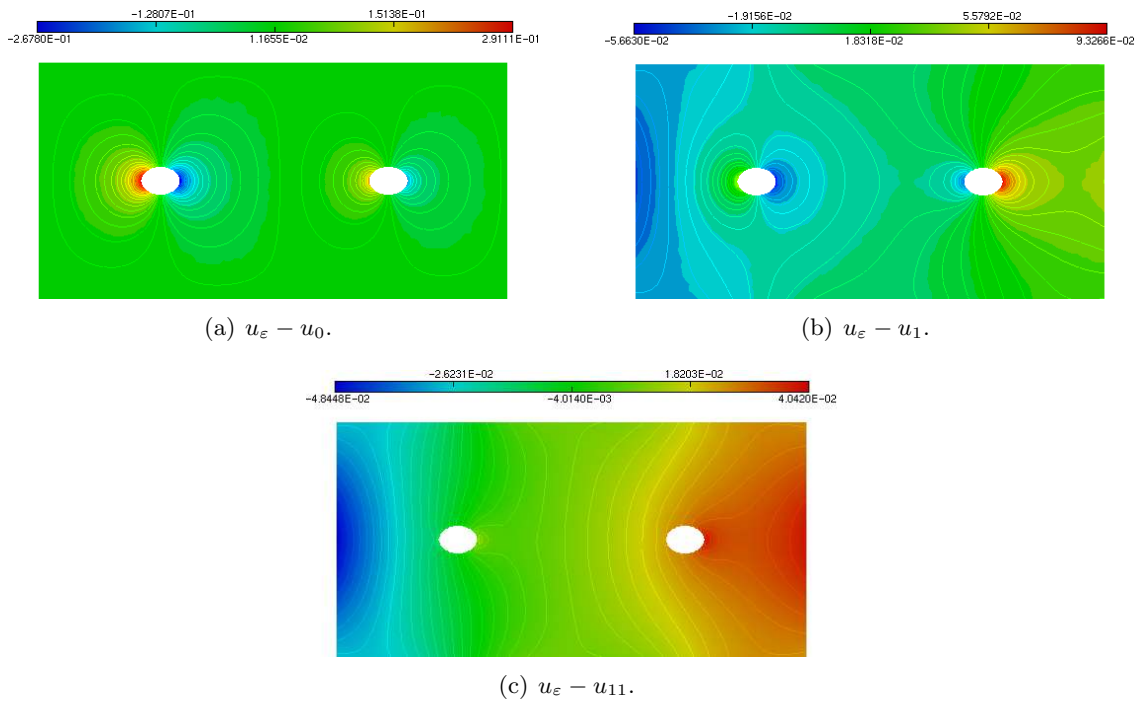 -1.2807E-01 1.5138E-01
-2.6780E-01 1.1655E-02 2.9111E-01
(a) uε − u0.
-1.9156E-02 5.5792E-02
-5.6630E-02 1.8318E-02 9.3266E-02
(b) uε − u1.
-2.6231E-02 1.8203E-02
-4.8448E-02 -4.0140E-03 4.0420E-02
(c) uε − u11.